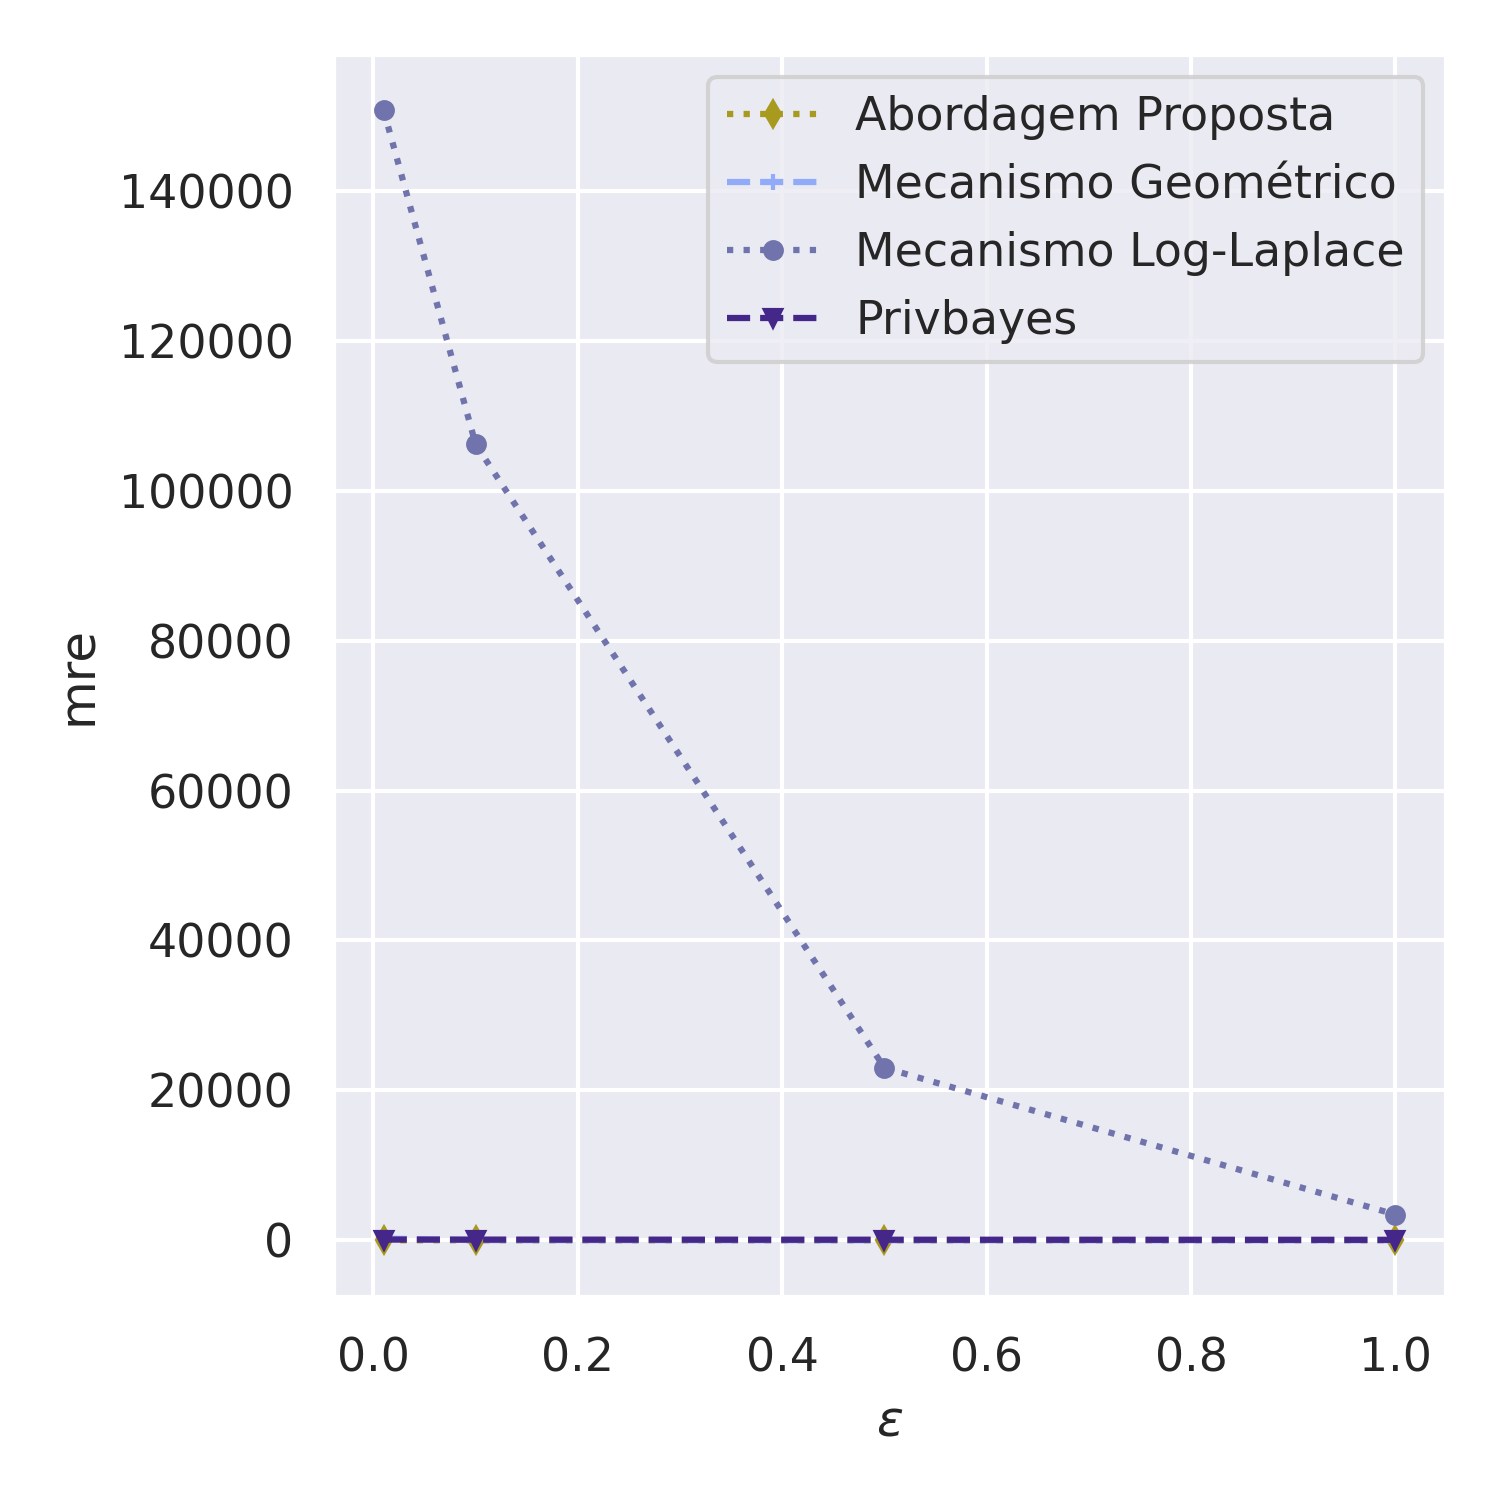 Abordagem Proposta
Mecanismo Geométrico
Mecanismo Log-Laplace
Privbayes
140000
120000
100000
80000
60000
40000
20000
0
mre
0.0 0.2 0.4 0.6 0.8 1.0
ε